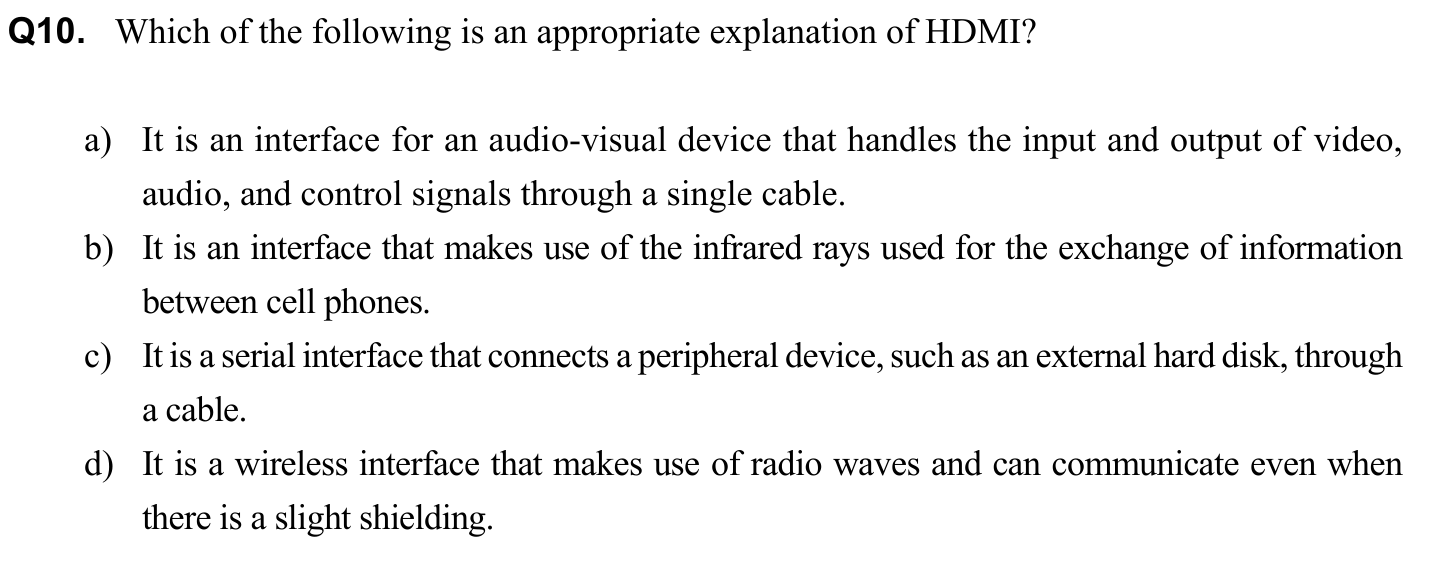 Q10. Which of the following is an appropriate explanation of HDMI?
a) It is an interface for an audio-visual device that handles the input and output of video,
audio, and control signals through a single cable.
b) It is an interface that makes use of the infrared rays used for the exchange of information
between cell phones.
c) It is a serial interface that connects a peripheral device, such as an external hard disk, through
a cable.
d) It is a wireless interface that makes use of radio waves and can communicate even when
there is a slight shielding.